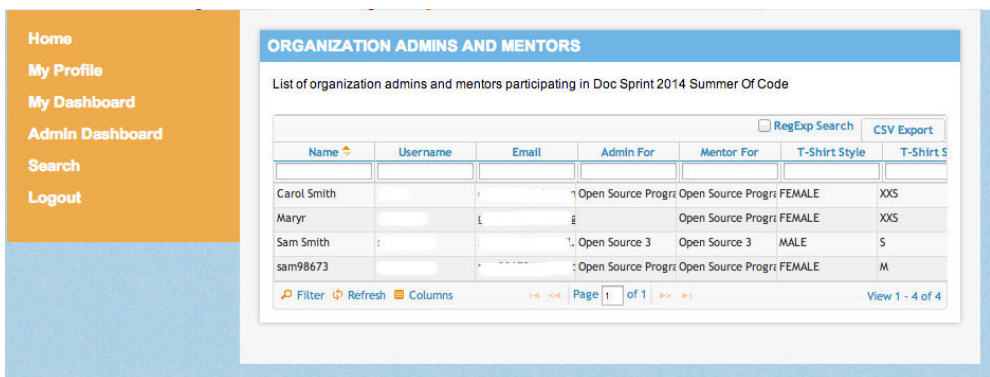 Home
My Profile
My Dashboard
Admin Dashboard
Search
Logout
ORGANIZATION ADMINS AND MENTORS
List of organization admins and mentors participating in Doc Sprint 2014 Summer Of Code
RegExp Search CSV Export
Name Username Email Admin For Mentor For T-Shirt Style T-Shirt S
Carol Smith Open Source Progra Open Source Progra FEMALE XXS
Maryr Open Source Progra FEMALE XXS
Sam Smith Open Source 3 Open Source 3 MALE S
sam98673 Open Source Progra Open Source Progra FEMALE M
Filter Refresh Columns Page 1 of 1 View 1 - 4 of 4